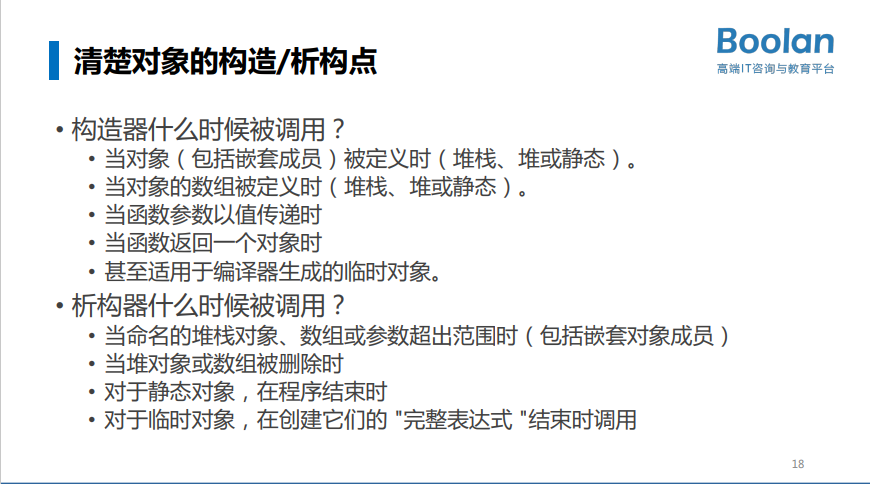 Boolan
高端IT咨询与教育平台
清楚对象的构造/析构点
• 构造器什么时候被调用？
• 当对象（包括嵌套成员）被定义时（堆栈、堆或静态）。
• 当对象的数组被定义时（堆栈、堆或静态）。
• 当函数参数以值传递时
• 当函数返回一个对象时
• 甚至适用于编译器生成的临时对象。
• 析构器什么时候被调用？
• 当命名的堆栈对象、数组或参数超出范围时（包括嵌套对象成员）
• 当堆对象或数组被删除时
• 对于静态对象，在程序结束时
• 对于临时对象，在创建它们的 "完整表达式 "结束时调用
18